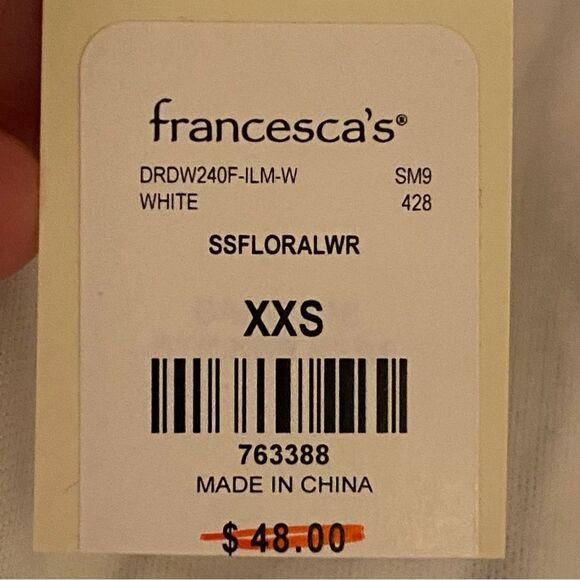 francesca's®
DRDW240F-ILM-W SM9
WHITE 428
SSFLORALWR
XXS
763388
MADE IN CHINA
$ 48.00